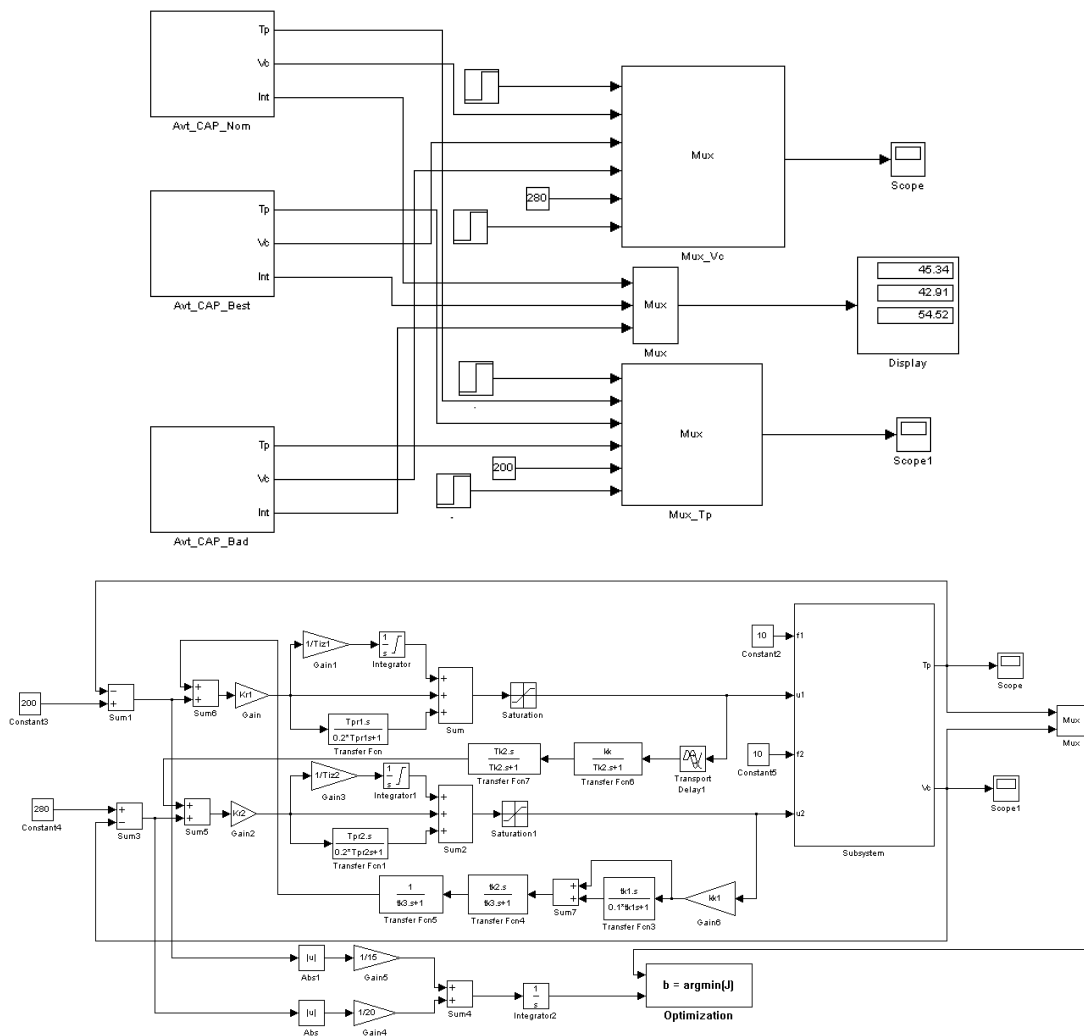 Tp
Vc
Int
Avt_CAP_Nom
Tp
Vc
Int
Avt_CAP_Best
Tp
Vc
Int
Avt_CAP_Bad
280
Mux
Mux_Vc
Scope
Mux
Mux
45.34
42.91
54.52
Display
200
Mux
Mux_Tp
Scope1
200
Constant3
Sum1
Sum6
Kr1
Gain
1/Tiz1
Gain1
1
s
Integrator
Tpr1.s
0.2*Tpr1s+1
Transfer Fcn
Sum
Saturation
10
Constant2
f1
u1
f2
u2
Tp
Vc
Subsystem
Scope
Mux
Scope1
10
Constant5
Tk2.s
Tk2.s+1
Transfer Fcn7
kk
Tk2.s+1
Transfer Fcn6
Transport
Delay1
280
Constant4
Sum3
Sum5
Kr2
Gain2
1/Tiz2
Gain3
1
s
Integrator1
Tpr2.s
0.2*Tpr2s+1
Transfer Fcn1
Sum2
Saturation1
1
tk3.s+1
Transfer Fcn5
tk2.s
tk3.s+1
Transfer Fcn4
Sum7
tk1.s
0.1*tk1s+1
Transfer Fcn3
kk1
Gain6
|u|
Abs1
1/15
Gain5
|u|
Abs
1/20
Gain4
Sum4
1
s
Integrator2
b = argmin(J)
Optimization